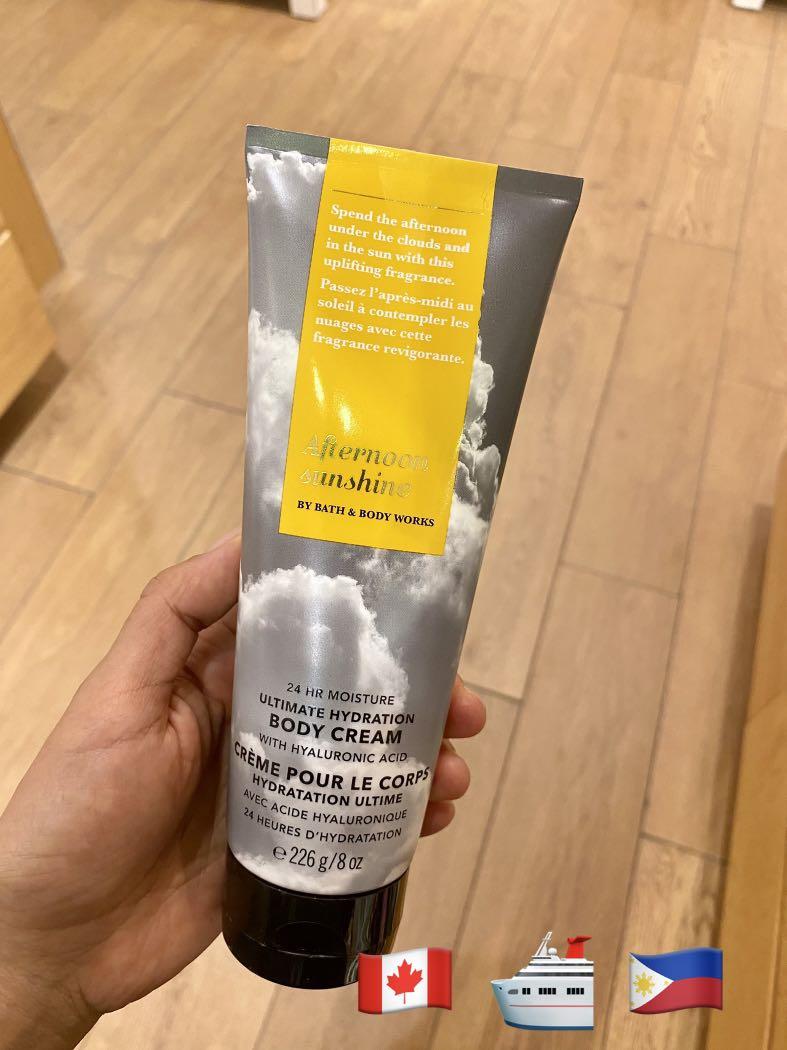 Spend the afternoon
under the clouds and
in the sun with this
uplifting fragrance.
Passez l'après-midi au
soleil à contempler les
nuages avec cette
fragrance revigorante.
Afternoon
sunshine
BY BATH & BODY WORKS
24 HR MOISTURE
ULTIMATE HYDRATION
BODY CREAM
WITH HYALURONIC ACID
CRÈME POUR LE CORPS
HYDRATATION ULTIME
AVEC ACIDE HYALURONIQUE
24 HEURES D'HYDRATATION
℮ 226 g/8 oz